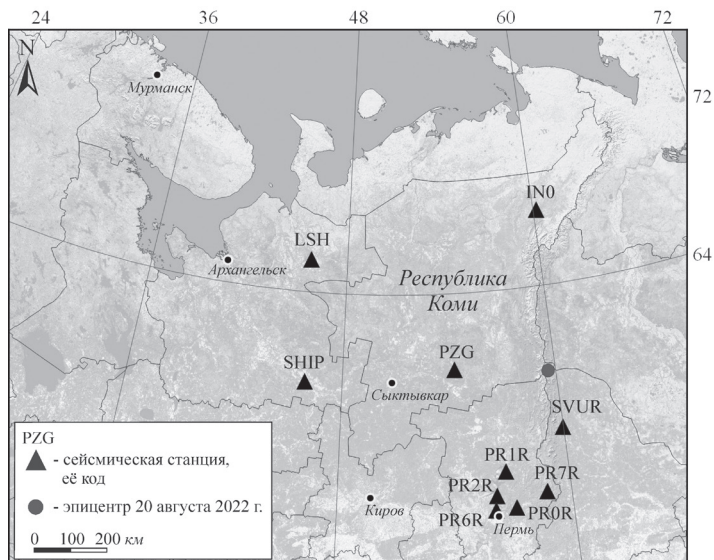 24 36 48 60 72
N
Мурманск
72
IN0
LSH
64
Архангельск
Республика
Коми
SHIP
PZG
Сыктывкар
SVUR
PZG
- сейсмическая станция,
её код
PR1R
PR2R
PR7R
Киров
PR6R
PR0R
Пермь
- эпицентр 20 августа 2022 г.
0 100 200 км